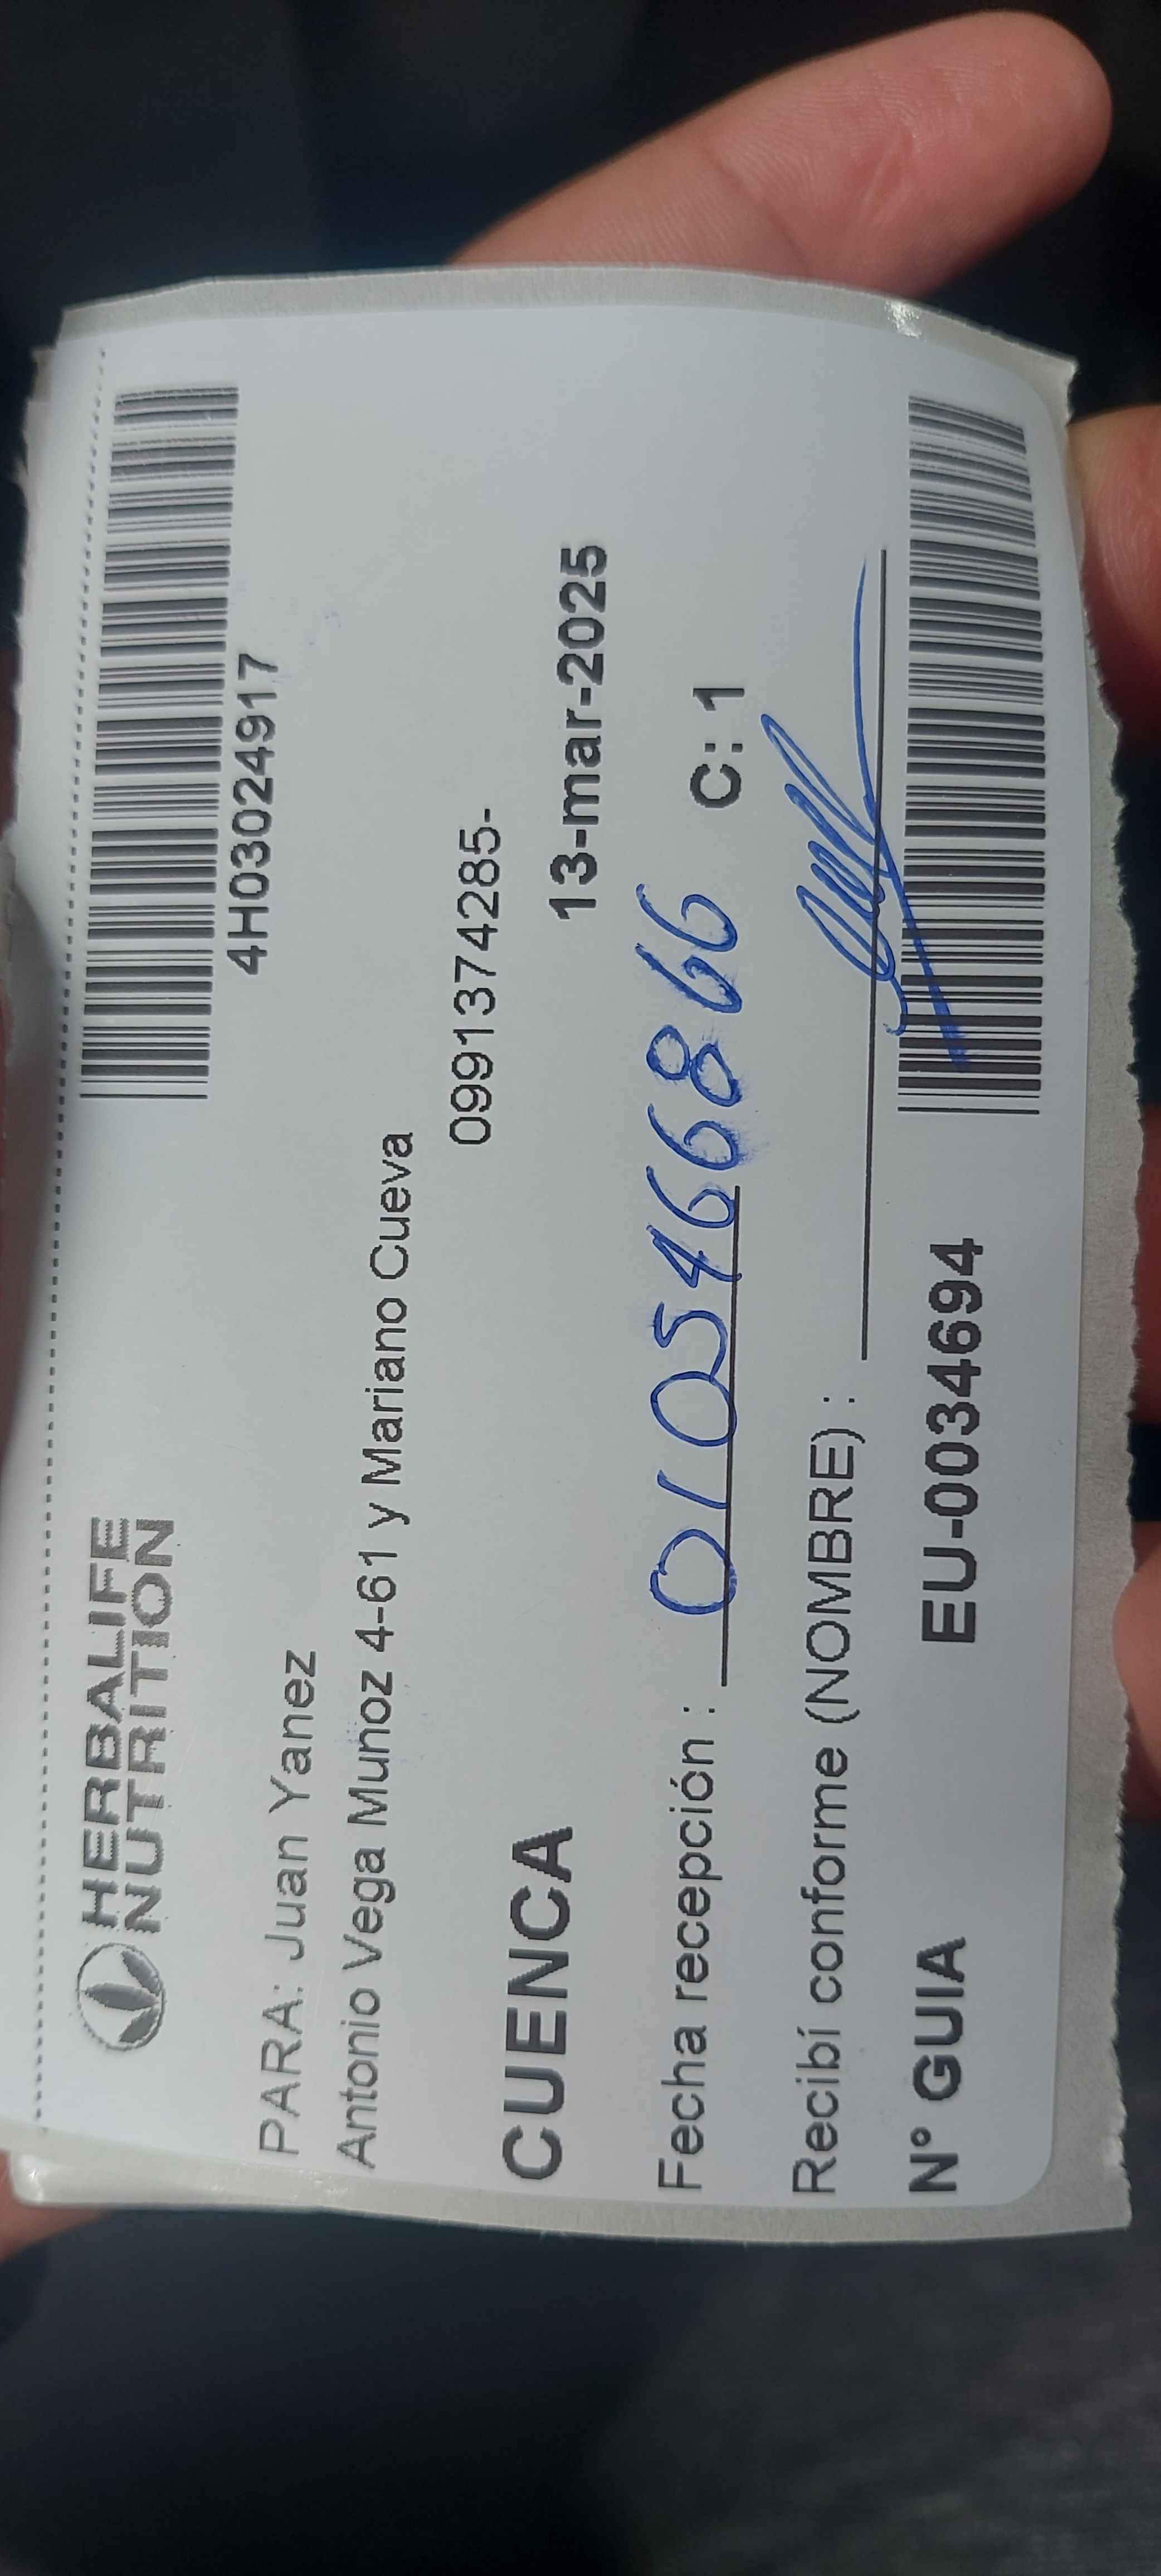 HERBALIFE
NUTRITION
4H03024917
PARA: Juan Yanez
Antonio Vega Munoz 4-61 y Mariano Cueva
0991374285-
CUENCA
13-mar-2025
Fecha recepción : 0105466866 C: 1
Recibí conforme (NOMBRE) :
N° GUIA EU-0034694